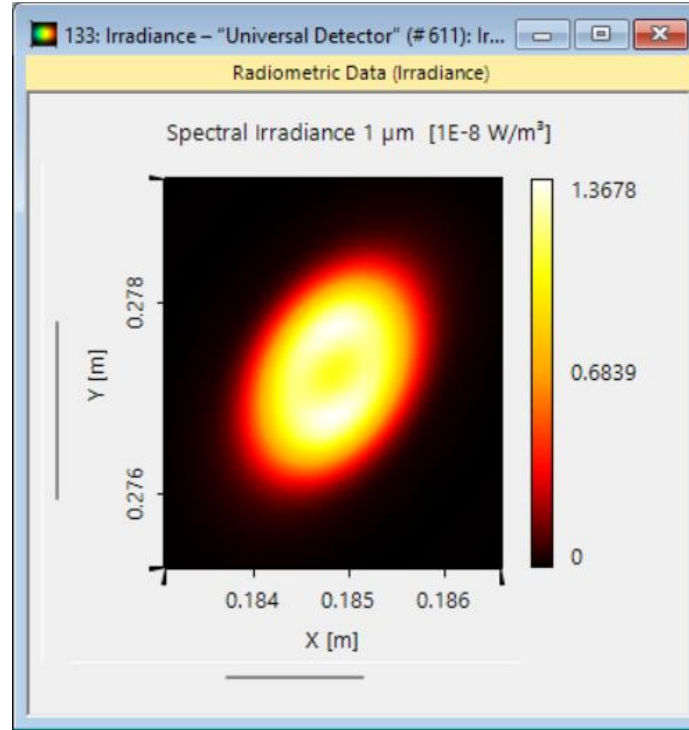 133: Irradiance – "Universal Detector" (# 611): Ir...
Radiometric Data (Irradiance)
Spectral Irradiance 1 µm [1E-8 W/m³]
1.3678
0.6839
0
0.278
0.276
Y [m]
0.184 0.185 0.186
X [m]